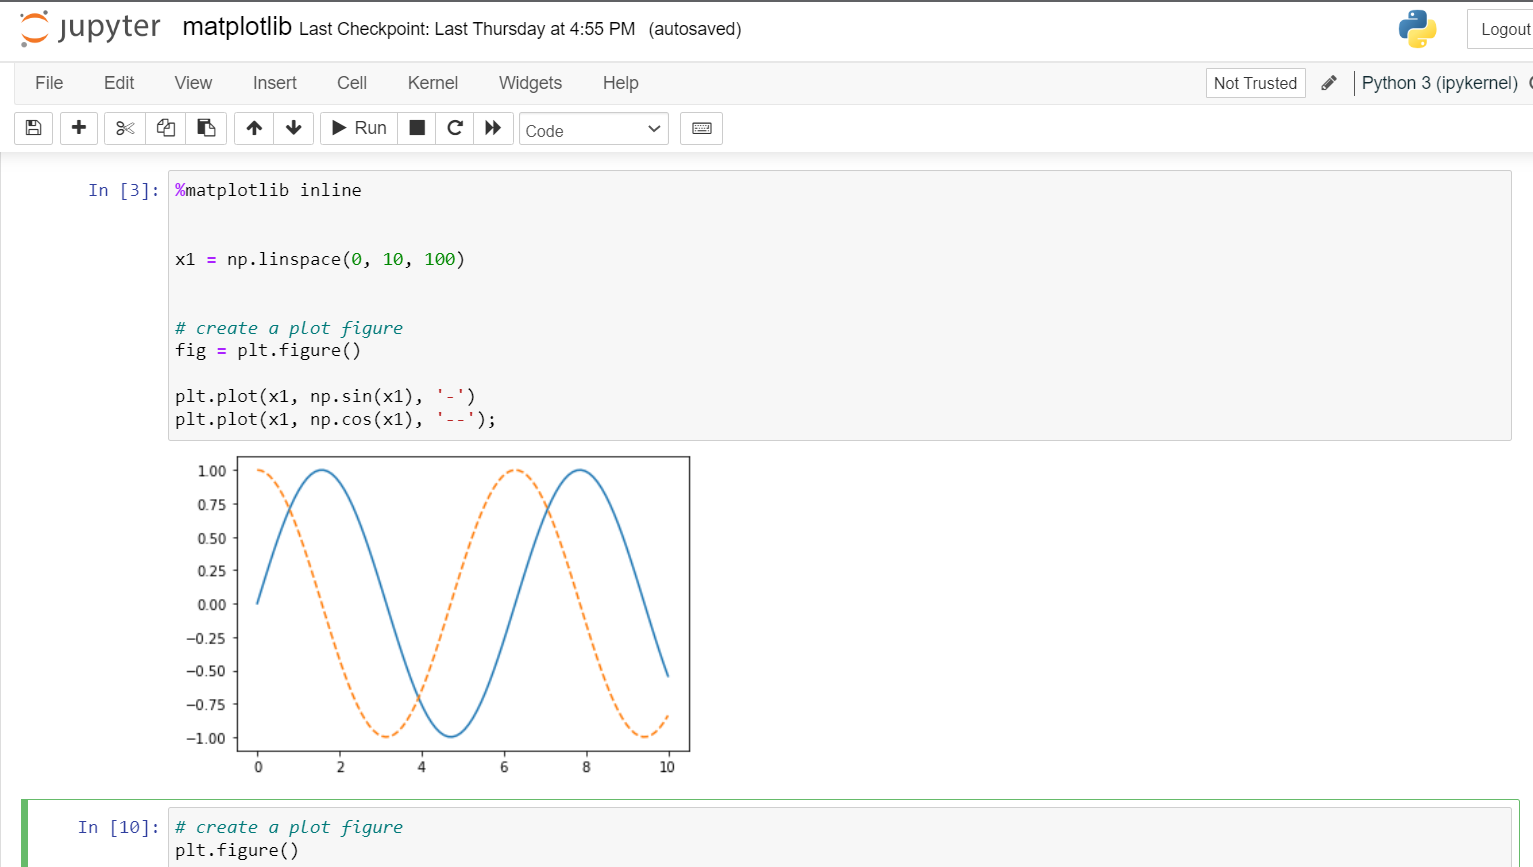 jupyter matplotlib Last Checkpoint: Last Thursday at 4:55 PM (autosaved) Logout
File Edit View Insert Cell Kernel Widgets Help Not Trusted Python 3 (ipykernel)
Run Code
In [3]: %matplotlib inline
x1 = np.linspace(0, 10, 100)
# create a plot figure
fig = plt.figure()
plt.plot(x1, np.sin(x1), '-')
plt.plot(x1, np.cos(x1), '--');
1.00
0.75
0.50
0.25
0.00
−0.25
−0.50
−0.75
−1.00
0 2 4 6 8 10
In [10]: # create a plot figure
plt.figure()